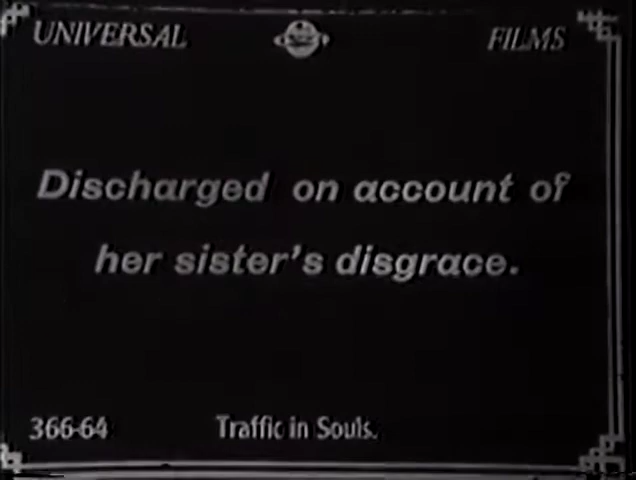 UNIVERSAL FILMS
Discharged on account of
her sister's disgrace.
366-64 Traffic in Souls.